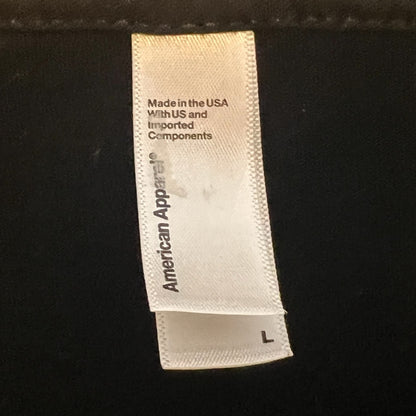 Made in the USA
With US and
Imported
Components
American Apparel®
L